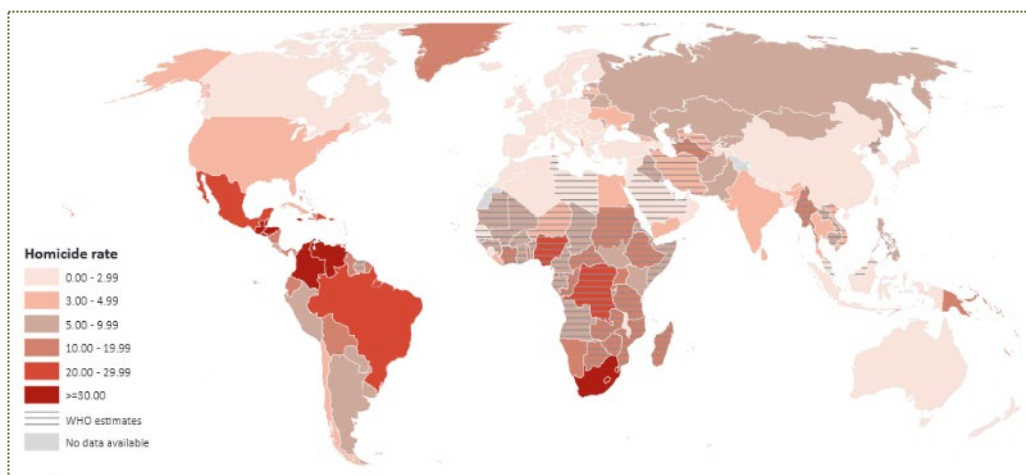 Homicide rate
0.00 - 2.99
3.00 - 4.99
5.00 - 9.99
10.00 - 19.99
20.00 - 29.99
>=30.00
WHO estimates
No data available